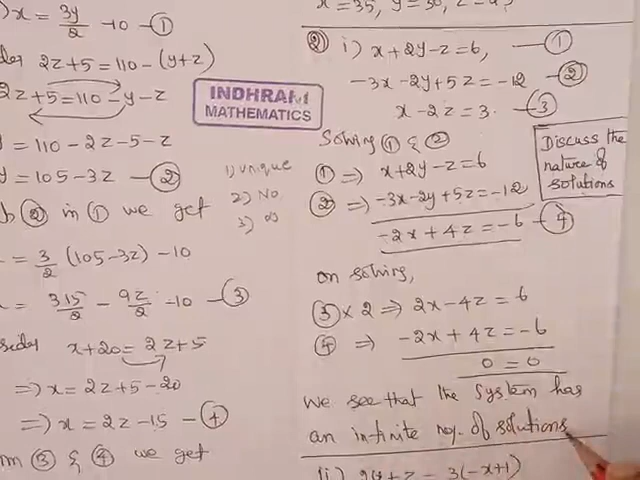 x = 3y/2 - 10 — ①
2z+5 = 110 - (y+z)
2z+5 = 110 - y - z
= 110 - 2z - 5 - z
y = 105 - 3z — ②
② in ① we get
= 3/2 (105 - 3z) - 10
= 315/2 - 9z/2 - 10 — ③
x + 20 = 2z + 5
⇒ x = 2z + 5 - 20
⇒ x = 2z - 15 — ④
③ & ④ we get
INDHRANI
MATHEMATICS
1) unique
2) No
3) ∞
x = 35, y = 30,
② i) x + 2y - z = 6, — ①
-3x - 2y + 5z = -12 — ②
x - 2z = 3. — ③
Solving ① & ②
① ⇒ x + 2y - z = 6
② ⇒ -3x - 2y + 5z = -12
-2x + 4z = -6 — ④
Discuss the
nature of
solutions
on solving,
③ × 2 ⇒ 2x - 4z = 6
④ ⇒ -2x + 4z = -6
0 = 0
We see that the system has
an infinite no. of solutions
ii) 2y + z = 3(-x+1)